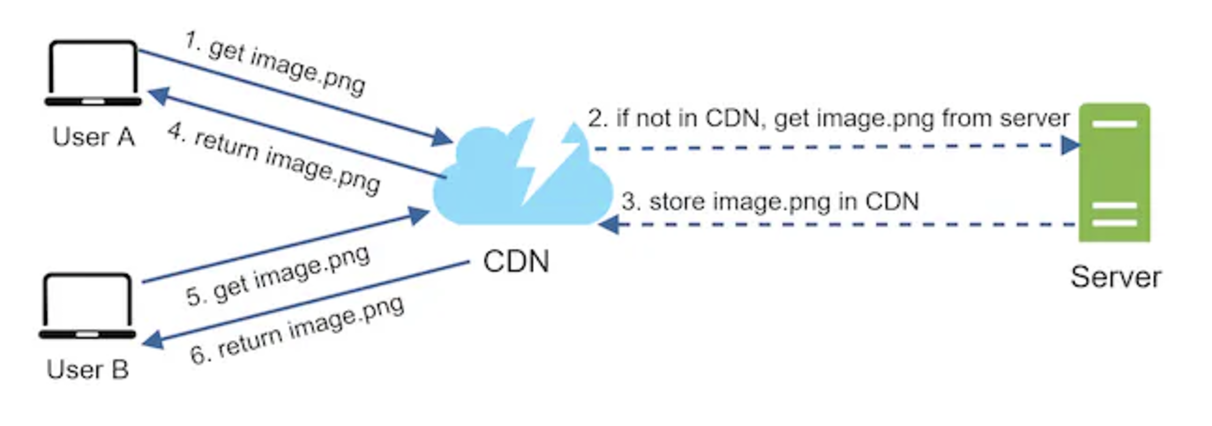 1. get image.png
User A
4. return image.png
2. if not in CDN, get image.png from server
3. store image.png in CDN
CDN
Server
5. get image.png
6. return image.png
User B